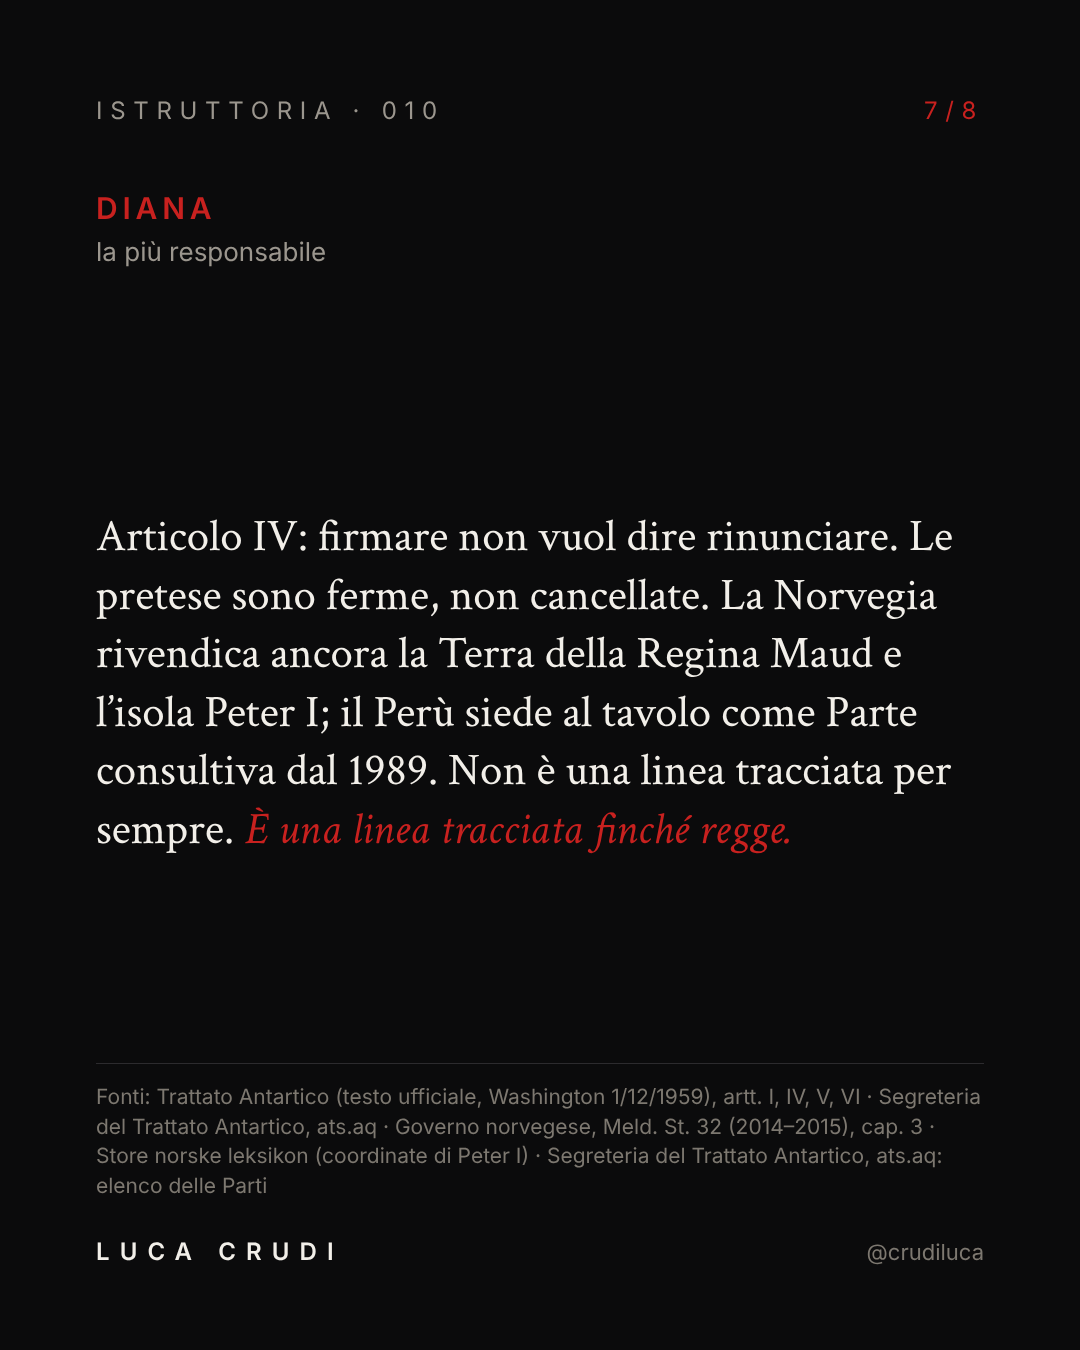 ISTRUTTORIA · 010
7/8
DIANA
la più responsabile
Articolo IV: firmare non vuol dire rinunciare. Le
pretese sono ferme, non cancellate. La Norvegia
rivendica ancora la Terra della Regina Maud e
l’isola Peter I; il Perù siede al tavolo come Parte
consultiva dal 1989. Non è una linea tracciata per
sempre. È una linea tracciata finché regge.
Fonti: Trattato Antartico (testo ufficiale, Washington 1/12/1959), artt. I, IV, V, VI · Segreteria
del Trattato Antartico, ats.aq · Governo norvegese, Meld. St. 32 (2014–2015), cap. 3 ·
Store norske leksikon (coordinate di Peter I) · Segreteria del Trattato Antartico, ats.aq:
elenco delle Parti
LUCA CRUDI
@crudiluca